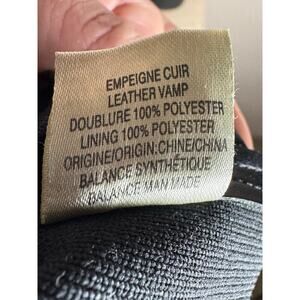 EMPEIGNE CUIR
LEATHER VAMP
DOUBLURE 100% POLYESTER
LINING 100% POLYESTER
ORIGINE/ORIGIN:CHINE/CHINA
BALANCE SYNTHÉTIQUE
BALANCE MAN MADE